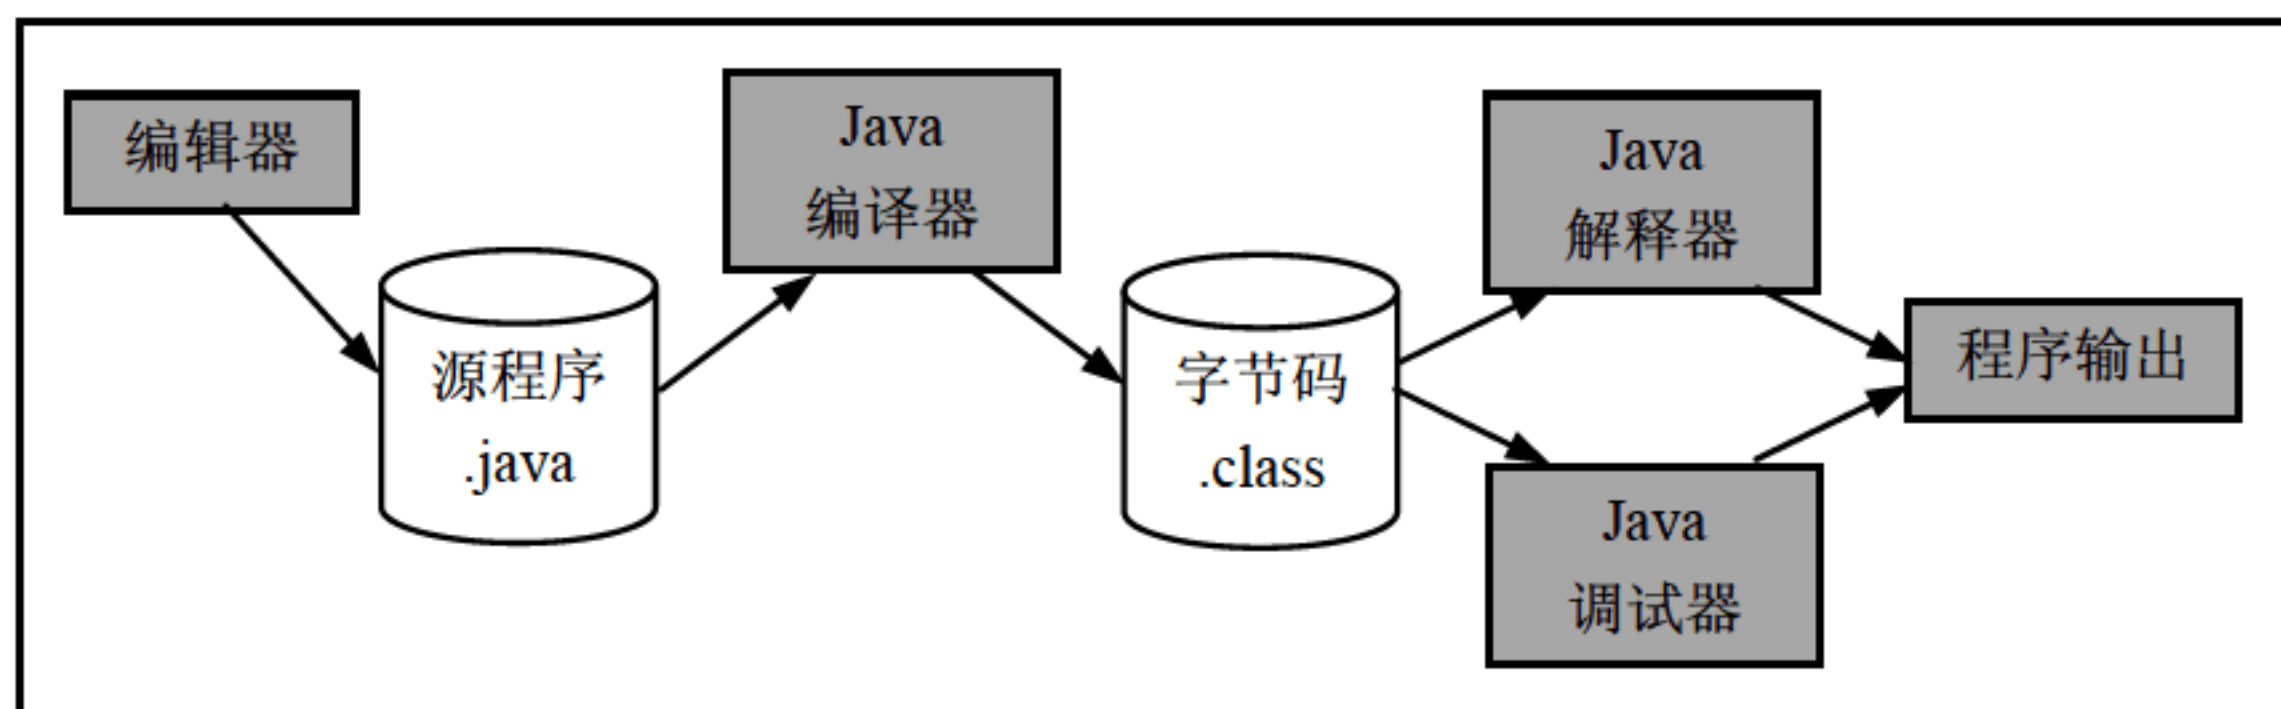 编辑器
源程序
.java
Java
编译器
字节码
.class
Java
解释器
Java
调试器
程序输出